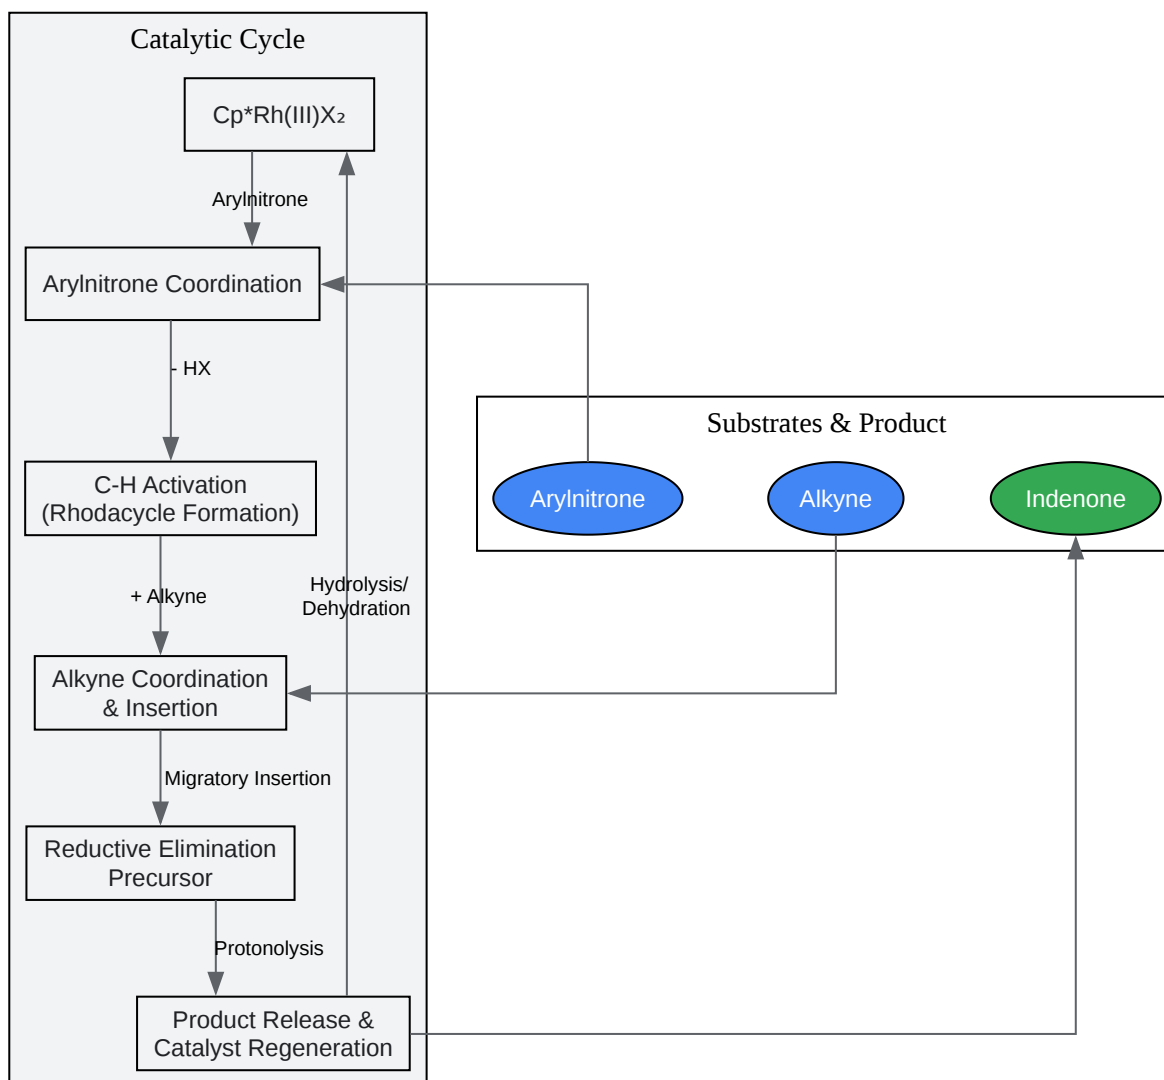 Catalytic Cycle
Cp*Rh(III)X₂
Arylnitrone
Arylnitrone Coordination
- HX
Substrates & Product
Arylnitrone
Alkyne
Indenone
C-H Activation
(Rhodacycle Formation)
+ Alkyne
Hydrolysis/
Dehydration
Alkyne Coordination
& Insertion
Migratory Insertion
Reductive Elimination
Precursor
Protonolysis
Product Release &
Catalyst Regeneration